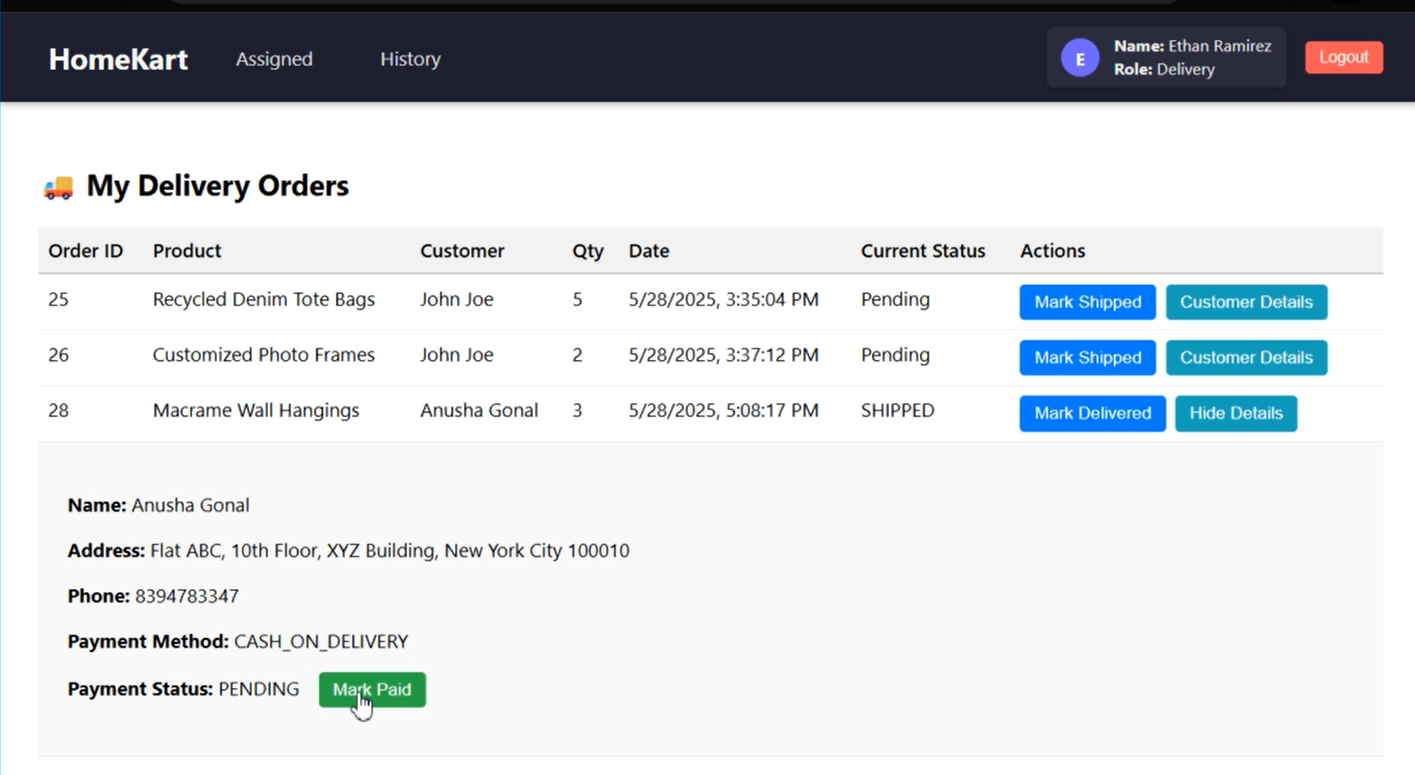 HomeKart Assigned History E Name: Ethan Ramirez Logout
Role: Delivery
My Delivery Orders
Order ID Product Customer Qty Date Current Status Actions
25 Recycled Denim Tote Bags John Joe 5 5/28/2025, 3:35:04 PM Pending Mark Shipped Customer Details
26 Customized Photo Frames John Joe 2 5/28/2025, 3:37:12 PM Pending Mark Shipped Customer Details
28 Macrame Wall Hangings Anusha Gonal 3 5/28/2025, 5:08:17 PM SHIPPED Mark Delivered Hide Details
Name: Anusha Gonal
Address: Flat ABC, 10th Floor, XYZ Building, New York City 100010
Phone: 8394783347
Payment Method: CASH_ON_DELIVERY
Payment Status: PENDING Mark Paid